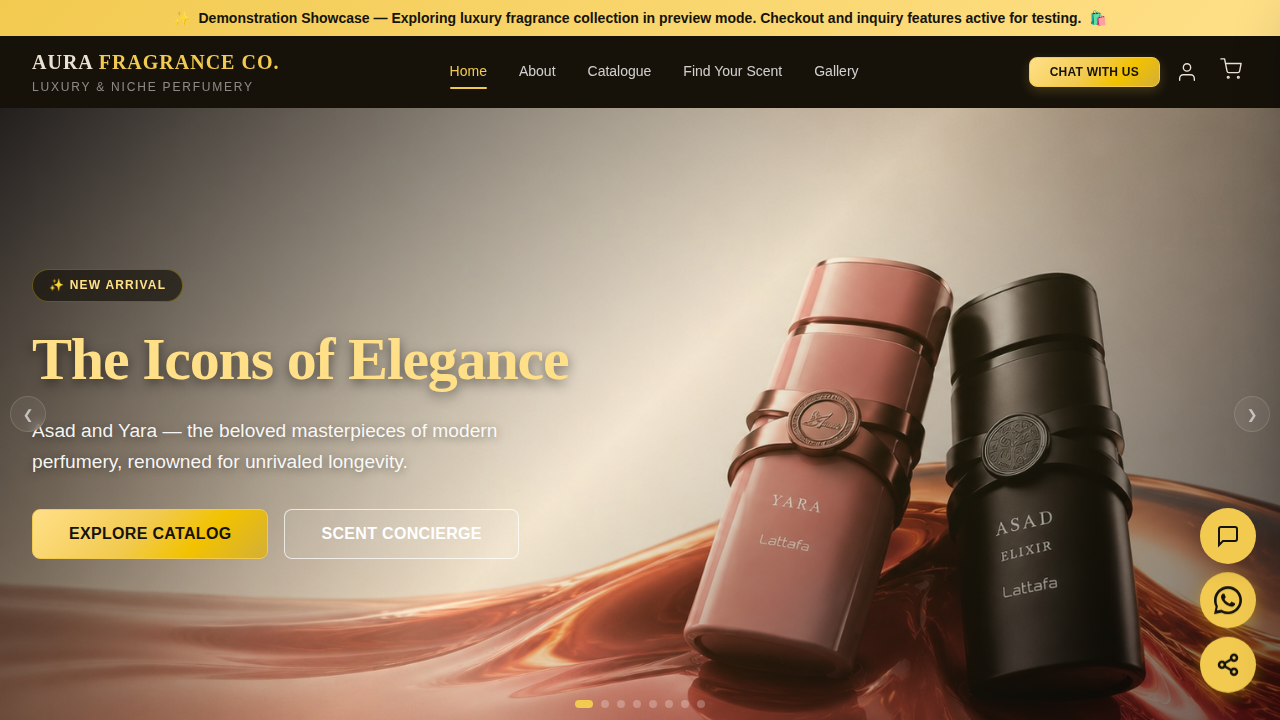 ✨ Demonstration Showcase — Exploring luxury fragrance collection in preview mode. Checkout and inquiry features active for testing. 🛍️
AURA FRAGRANCE CO.
LUXURY & NICHE PERFUMERY
Home
About
Catalogue
Find Your Scent
Gallery
CHAT WITH US
✨ NEW ARRIVAL
The Icons of Elegance
Asad and Yara — the beloved masterpieces of modern
perfumery, renowned for unrivaled longevity.
EXPLORE CATALOG
SCENT CONCIERGE
YARA
Lattafa
ASAD
ELIXIR
Lattafa